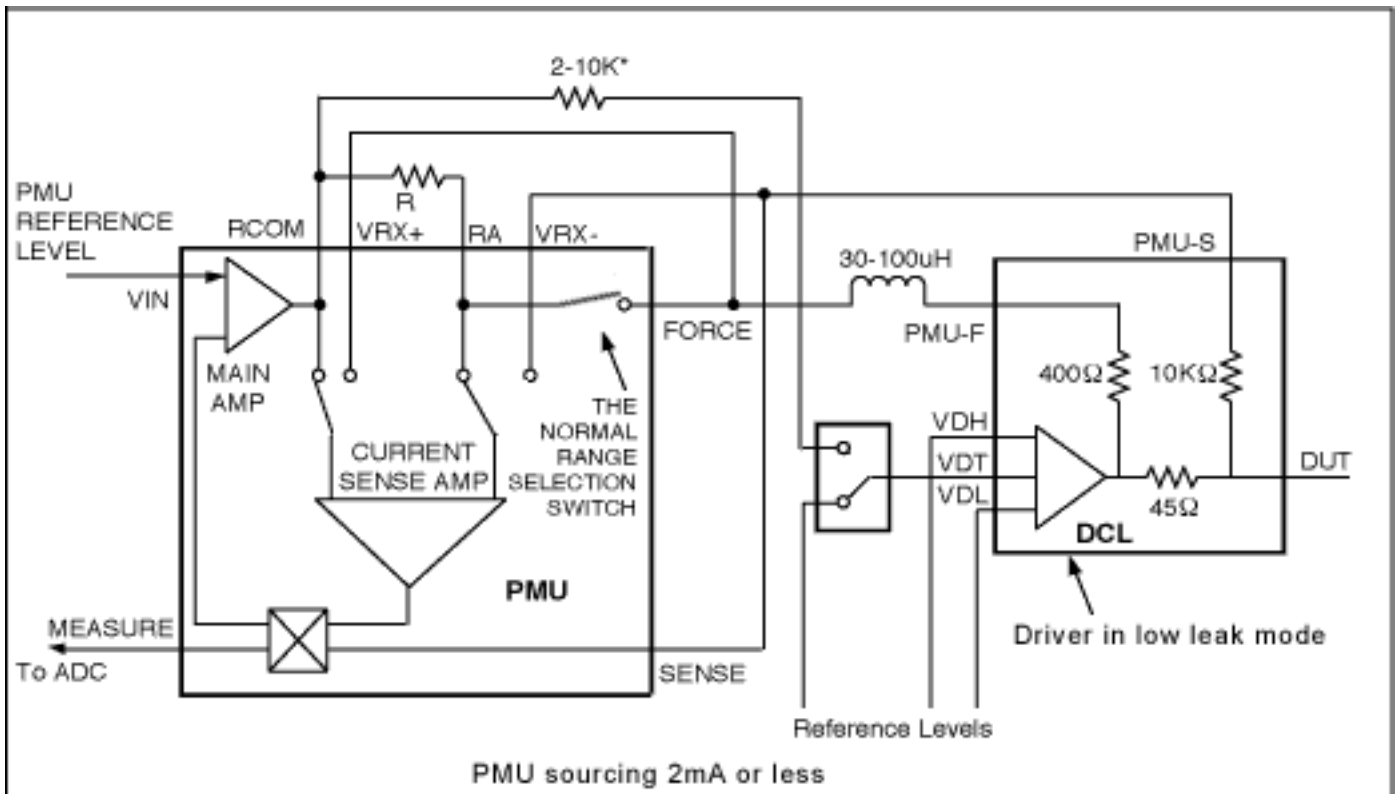 2-10K*
PMU
REFERENCE
LEVEL
RCOM
R
VRX+
RA
VRX-
PMU-S
30-100uH
VIN
FORCE
PMU-F
MAIN
AMP
400Ω
10KΩ
THE
NORMAL
RANGE
SELECTION
SWITCH
CURRENT
SENSE AMP
VDH
VDT
VDL
DUT
45Ω
DCL
PMU
MEASURE
To ADC
SENSE
Driver in low leak mode
Reference Levels
PMU sourcing 2mA or less